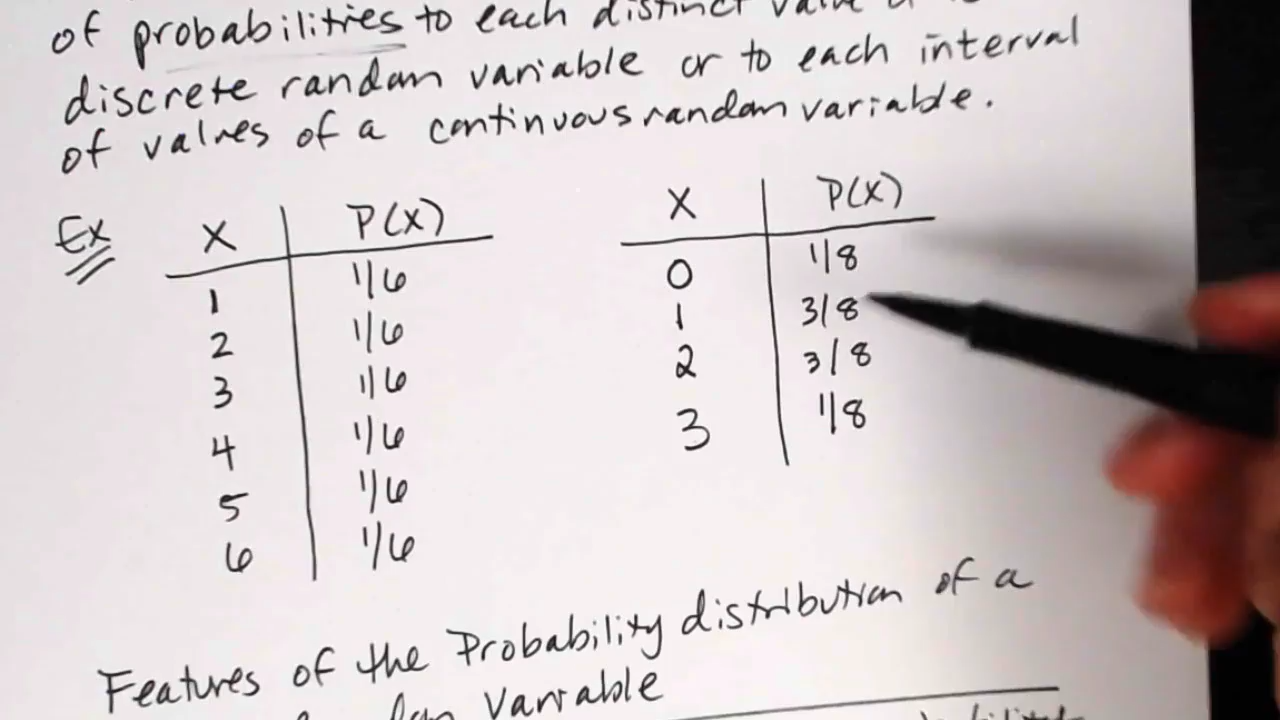 of probabilities to each distinct value
discrete random variable or to each interval
of values of a continuous random variable.
Ex
X P(X)
1 1/6
2 1/6
3 1/6
4 1/6
5 1/6
6 1/6
X P(X)
0 1/8
1 3/8
2 3/8
3 1/8
Features of the Probability distribution of a
Variable